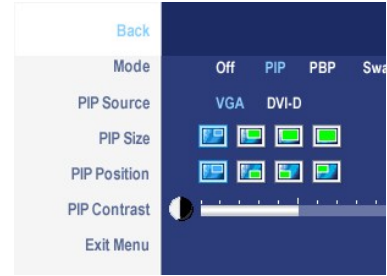 Back
Mode Off PIP PBP
PIP Source VGA DVI-D
PIP Size
PIP Position
PIP Contrast
Exit Menu